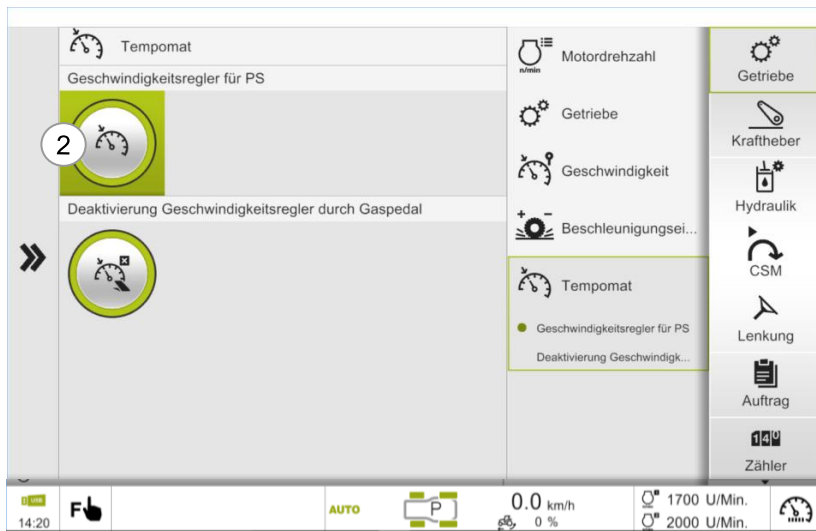 Tempomat
Geschwindigkeitsregler für PS
2
Deaktivierung Geschwindigkeitsregler durch Gaspedal
n/min
Motordrehzahl
Getriebe
Geschwindigkeit
Beschleunigungsei...
Tempomat
Geschwindigkeitsregler für PS
Deaktivierung Geschwindigk...
Getriebe
Kraftheber
Hydraulik
CSM
Lenkung
Auftrag
140
Zähler
USB
14:20
F
AUTO
P
0.0 km/h
0 %
1700 U/Min.
2000 U/Min.